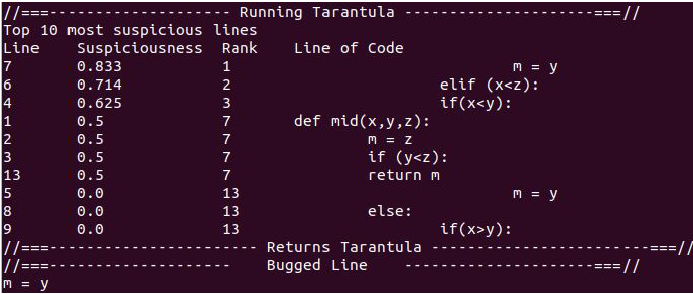 //===-------------------- Running Tarantula ---------------------===//
Top 10 most suspicious lines
Line Suspiciousness Rank Line of Code
7 0.833 1 m = y
6 0.714 2 elif (x<z):
4 0.625 3 if(x<y):
1 0.5 7 def mid(x,y,z):
2 0.5 7 m = z
3 0.5 7 if (y<z):
13 0.5 7 return m
5 0.0 13 m = y
8 0.0 13 else:
9 0.0 13 if(x>y):
//===----------------------- Returns Tarantula ------------------------===//
//===-------------------- Bugged Line ---------------------===//
m = y